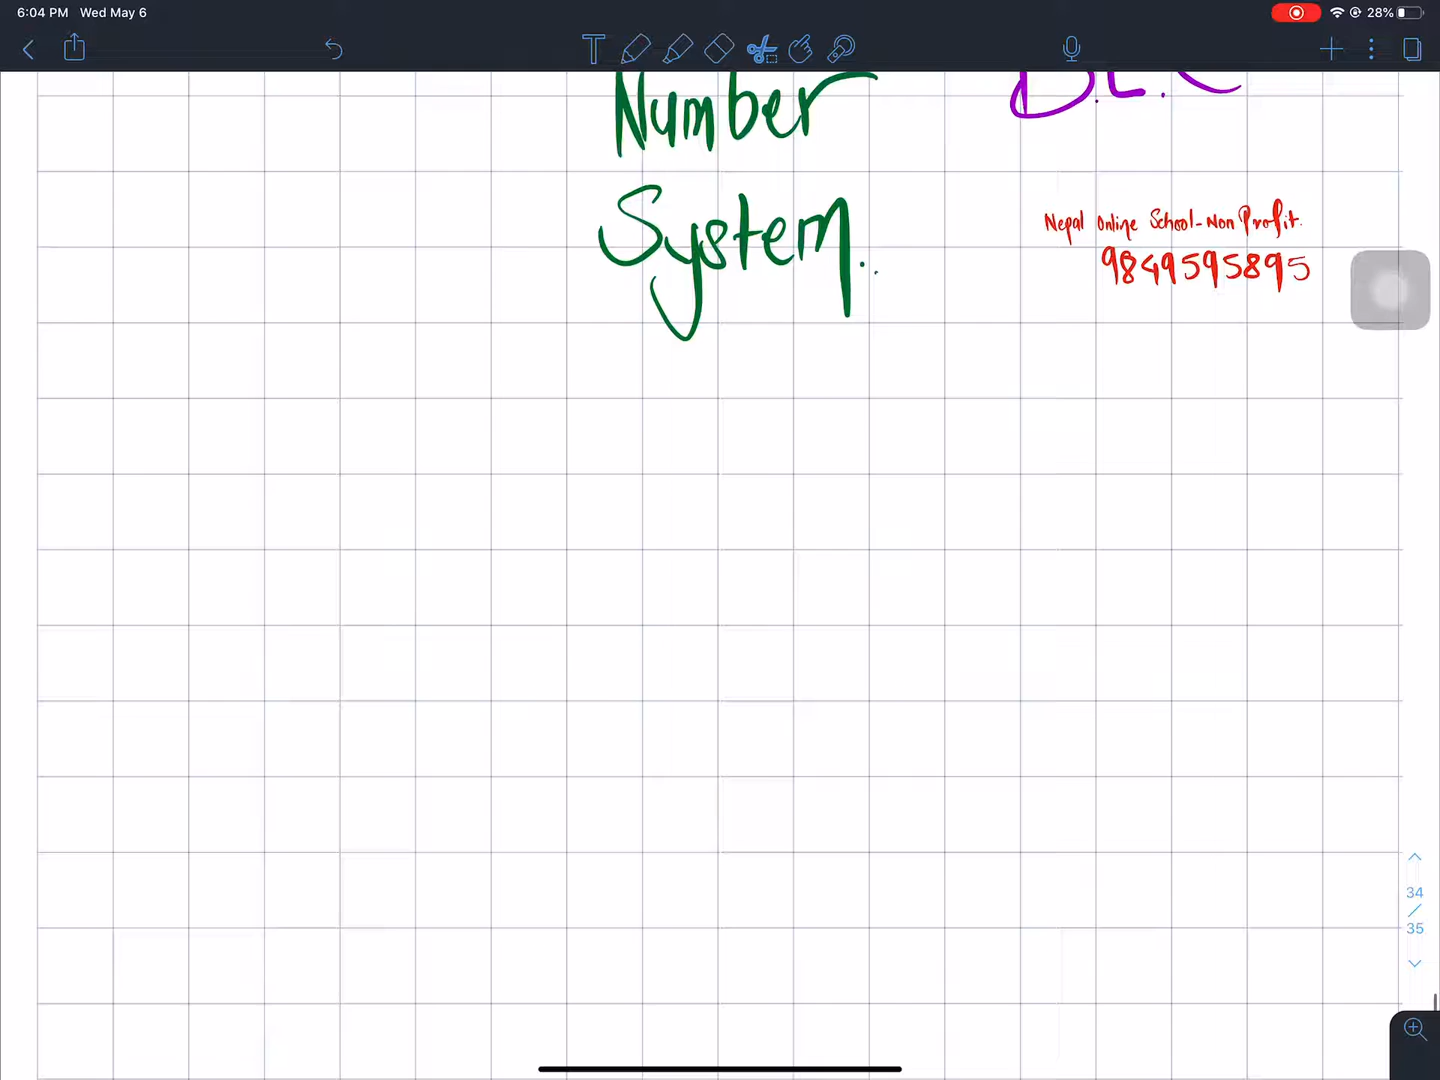 6:04 PM Wed May 6
28%
Number
System.
Nepal Online School-Non Profit.
9849595895
34
35